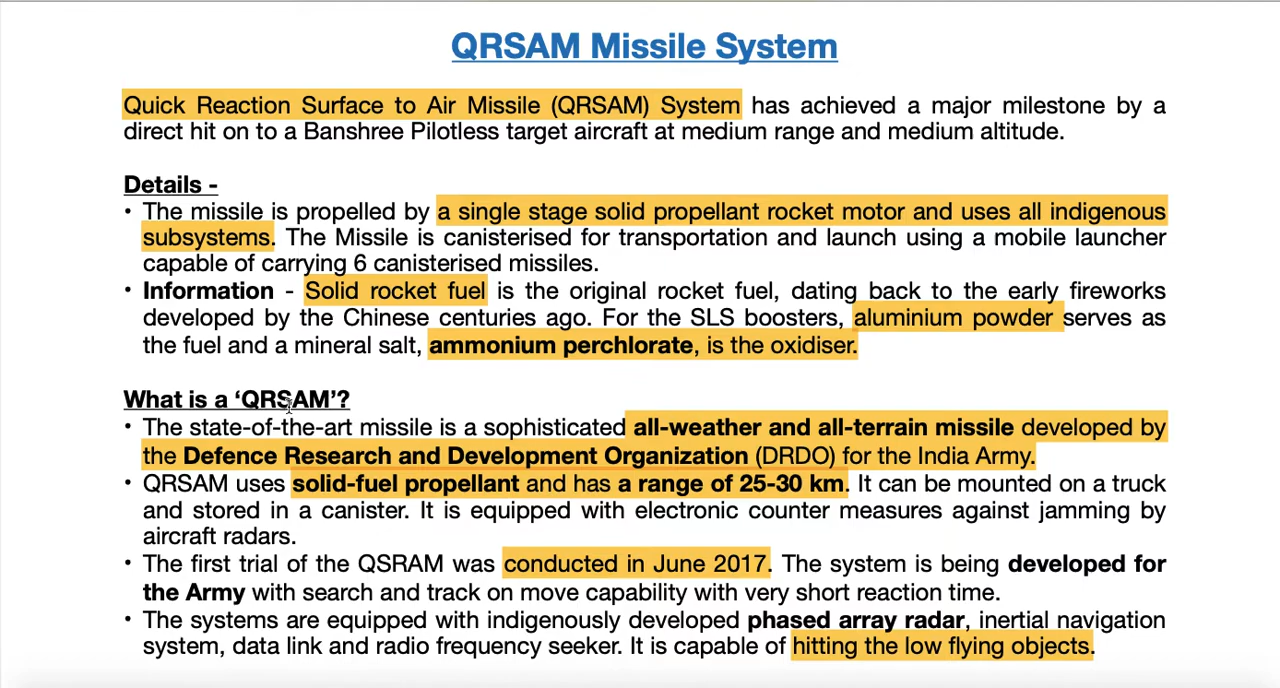 QRSAM Missile System
Quick Reaction Surface to Air Missile (QRSAM) System has achieved a major milestone by a
direct hit on to a Banshree Pilotless target aircraft at medium range and medium altitude.
Details -
• The missile is propelled by a single stage solid propellant rocket motor and uses all indigenous
subsystems. The Missile is canisterised for transportation and launch using a mobile launcher
capable of carrying 6 canisterised missiles.
• Information - Solid rocket fuel is the original rocket fuel, dating back to the early fireworks
developed by the Chinese centuries ago. For the SLS boosters, aluminium powder serves as
the fuel and a mineral salt, ammonium perchlorate, is the oxidiser.
What is a ‘QRSAM’?
• The state-of-the-art missile is a sophisticated all-weather and all-terrain missile developed by
the Defence Research and Development Organization (DRDO) for the India Army.
• QRSAM uses solid-fuel propellant and has a range of 25-30 km. It can be mounted on a truck
and stored in a canister. It is equipped with electronic counter measures against jamming by
aircraft radars.
• The first trial of the QSRAM was conducted in June 2017. The system is being developed for
the Army with search and track on move capability with very short reaction time.
• The systems are equipped with indigenously developed phased array radar, inertial navigation
system, data link and radio frequency seeker. It is capable of hitting the low flying objects.